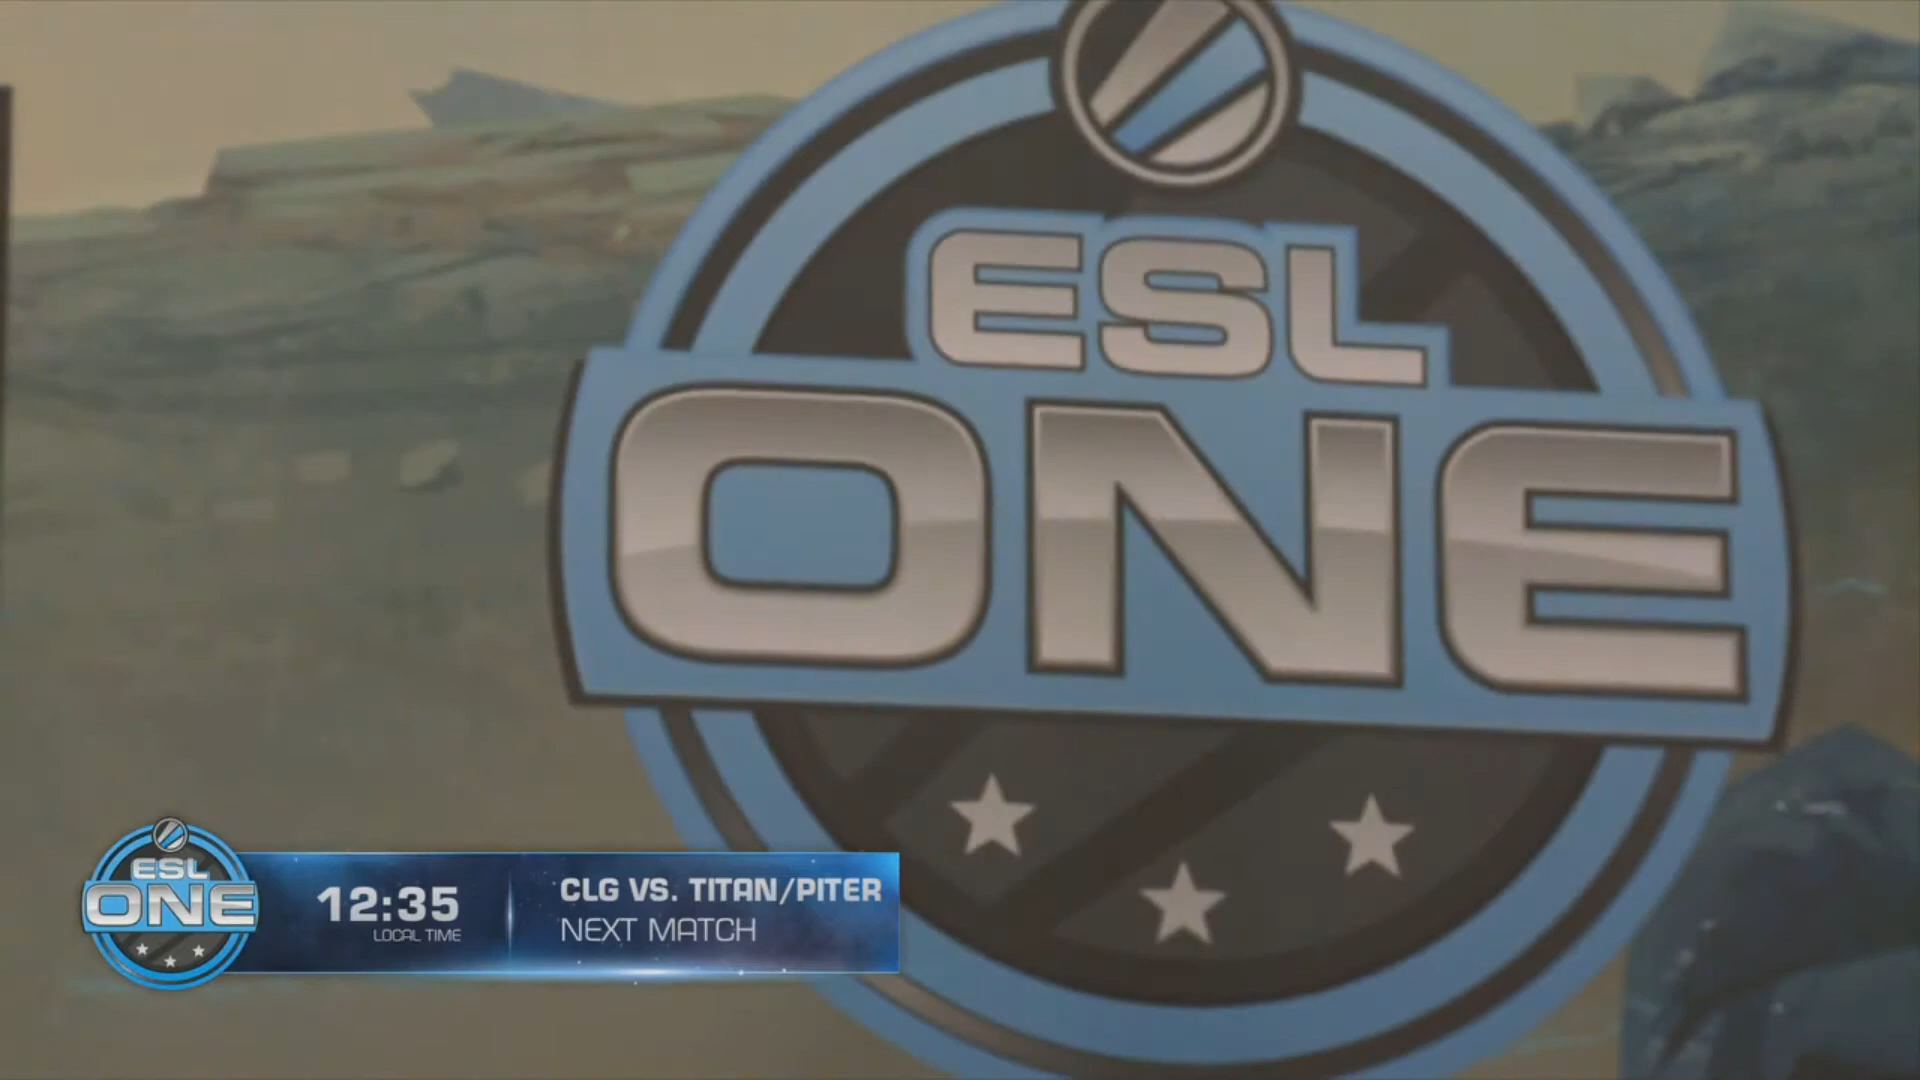 ESL
ONE
ESL
ONE
12:35
LOCAL TIME
CLG VS. TITAN/PITER
NEXT MATCH